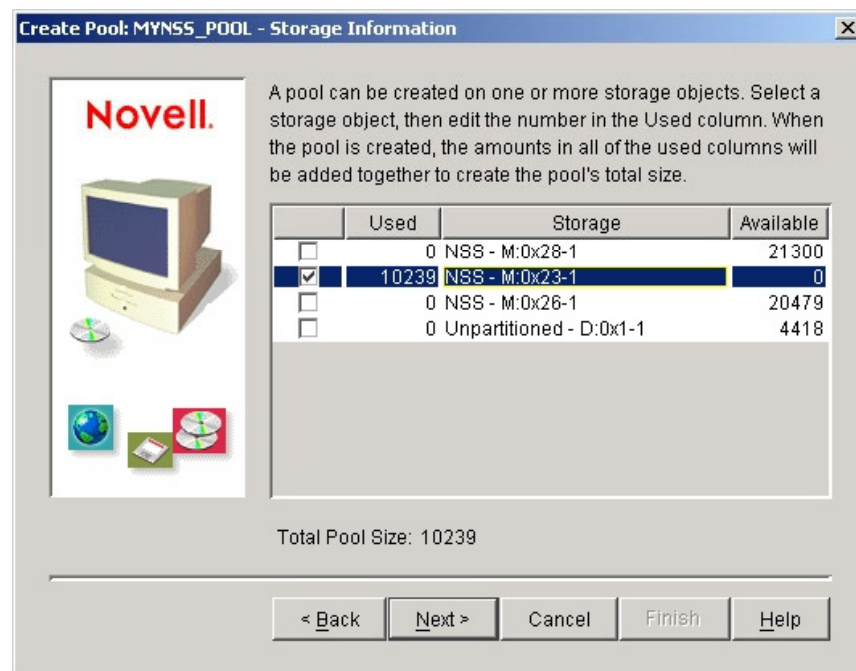 Create Pool: MYNSS_POOL - Storage Information
Novell.
A pool can be created on one or more storage objects. Select a
storage object, then edit the number in the Used column. When
the pool is created, the amounts in all of the used columns will
be added together to create the pool's total size.
Used Storage Available
0 NSS - M:0x28-1 21300
10239 NSS - M:0x23-1 0
0 NSS - M:0x26-1 20479
0 Unpartitioned - D:0x1-1 4418
Total Pool Size: 10239
< Back Next > Cancel Finish Help